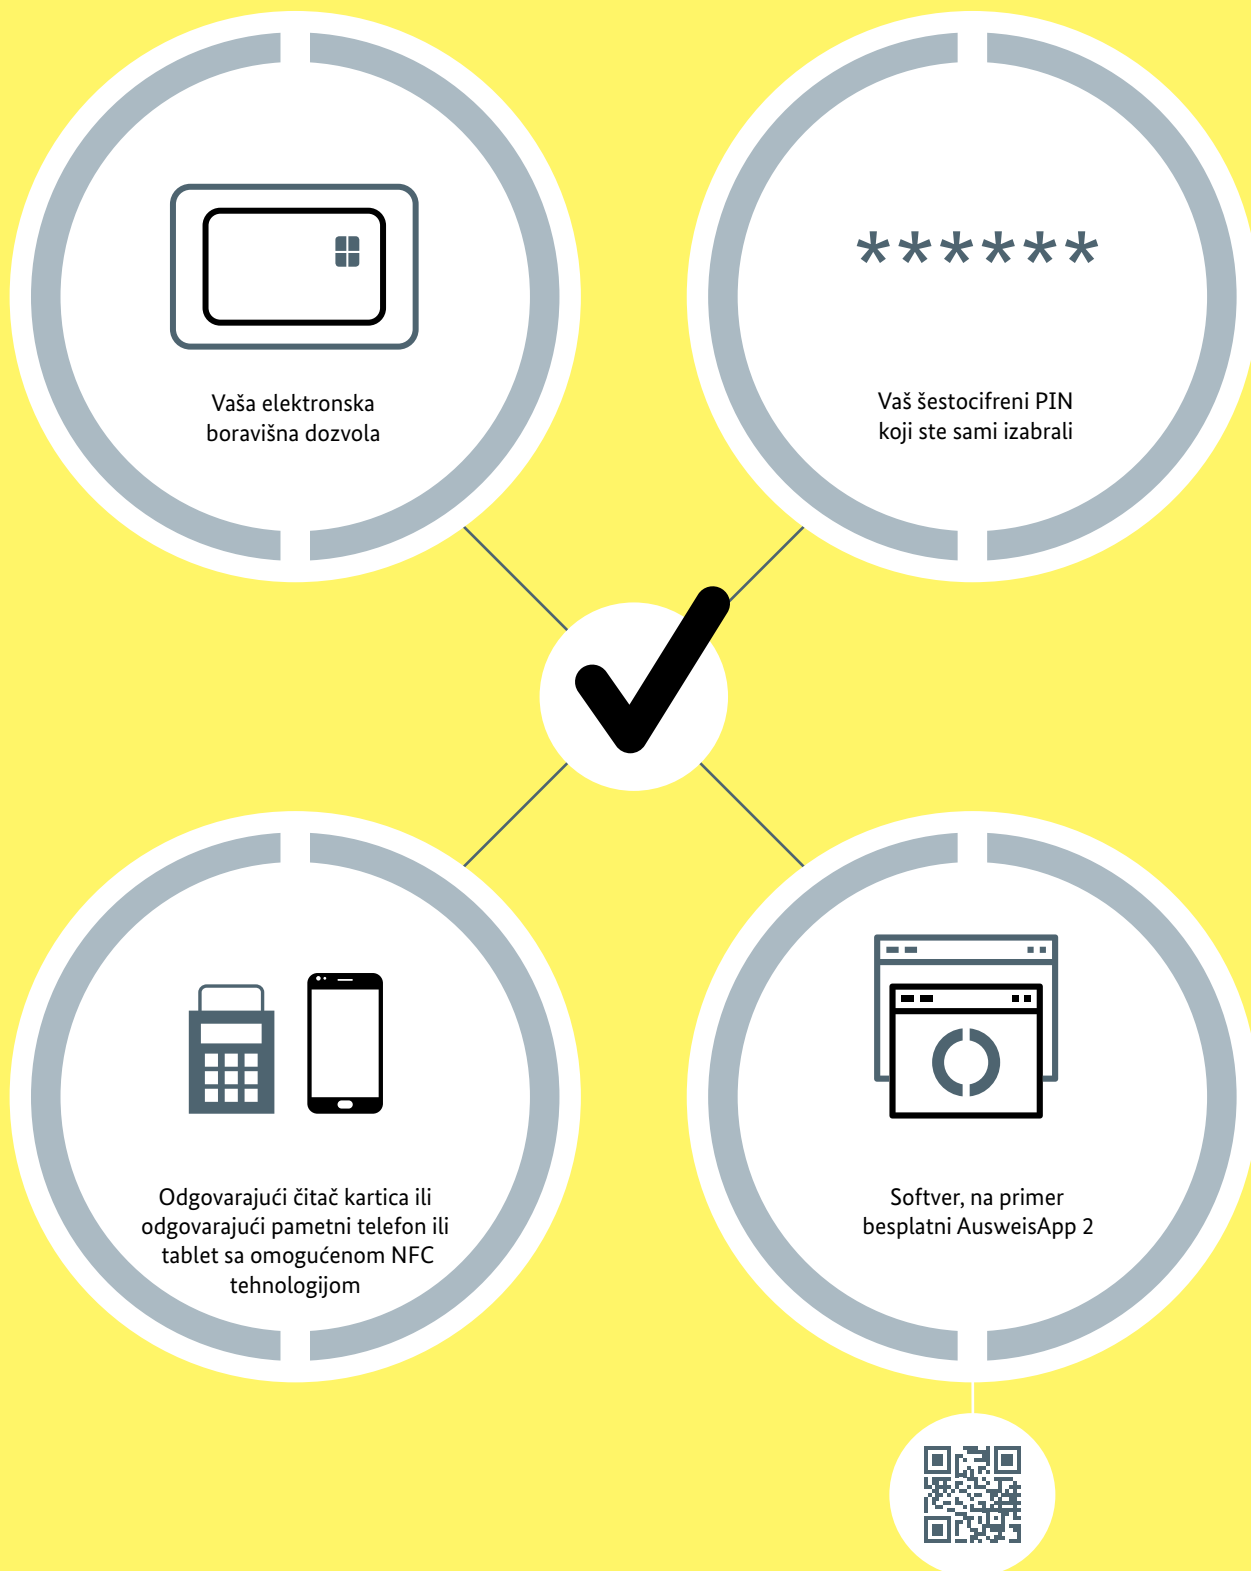 Vaša elektronska
boravišna dozvola
******
Vaš šestocifreni PIN
koji ste sami izabrali
Odgovarajući čitač kartica ili
odgovarajući pametni telefon ili
tablet sa omogućenom NFC
tehnologijom
Softver, na primer
besplatni AusweisApp 2